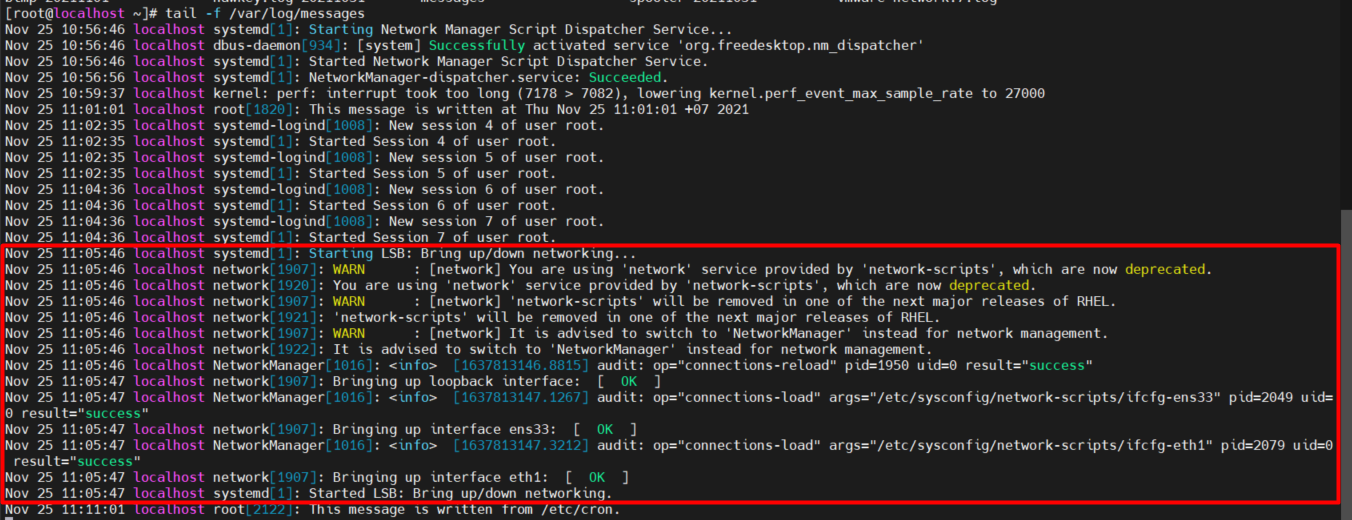 [root@localhost ~]# tail -f /var/log/messages
Nov 25 10:56:46 localhost systemd[1]: Starting Network Manager Script Dispatcher Service...
Nov 25 10:56:46 localhost dbus-daemon[934]: [system] Successfully activated service 'org.freedesktop.nm_dispatcher'
Nov 25 10:56:46 localhost systemd[1]: Started Network Manager Script Dispatcher Service.
Nov 25 10:56:56 localhost systemd[1]: NetworkManager-dispatcher.service: Succeeded.
Nov 25 10:59:37 localhost kernel: perf: interrupt took too long (7178 > 7082), lowering kernel.perf_event_max_sample_rate to 27000
Nov 25 11:01:01 localhost root[1820]: This message is written at Thu Nov 25 11:01:01 +07 2021
Nov 25 11:02:35 localhost systemd-logind[1008]: New session 4 of user root.
Nov 25 11:02:35 localhost systemd[1]: Started Session 4 of user root.
Nov 25 11:02:35 localhost systemd-logind[1008]: New session 5 of user root.
Nov 25 11:02:35 localhost systemd[1]: Started Session 5 of user root.
Nov 25 11:04:36 localhost systemd-logind[1008]: New session 6 of user root.
Nov 25 11:04:36 localhost systemd[1]: Started Session 6 of user root.
Nov 25 11:04:36 localhost systemd-logind[1008]: New session 7 of user root.
Nov 25 11:04:36 localhost systemd[1]: Started Session 7 of user root.
Nov 25 11:05:46 localhost systemd[1]: Starting LSB: Bring up/down networking...
Nov 25 11:05:46 localhost network[1907]: WARN      : [network] You are using 'network' service provided by 'network-scripts', which are now deprecated.
Nov 25 11:05:46 localhost network[1920]: You are using 'network' service provided by 'network-scripts', which are now deprecated.
Nov 25 11:05:46 localhost network[1907]: WARN      : [network] 'network-scripts' will be removed in one of the next major releases of RHEL.
Nov 25 11:05:46 localhost network[1921]: 'network-scripts' will be removed in one of the next major releases of RHEL.
Nov 25 11:05:46 localhost network[1907]: WARN      : [network] It is advised to switch to 'NetworkManager' instead for network management.
Nov 25 11:05:46 localhost network[1922]: It is advised to switch to 'NetworkManager' instead for network management.
Nov 25 11:05:46 localhost NetworkManager[1016]: <info>  [1637813146.8815] audit: op="connections-reload" pid=1950 uid=0 result="success"
Nov 25 11:05:47 localhost network[1907]: Bringing up loopback interface:  [  OK  ]
Nov 25 11:05:47 localhost NetworkManager[1016]: <info>  [1637813147.1267] audit: op="connections-load" args="/etc/sysconfig/network-scripts/ifcfg-ens33" pid=2049 uid=
0 result="success"
Nov 25 11:05:47 localhost network[1907]: Bringing up interface ens33:  [  OK  ]
Nov 25 11:05:47 localhost NetworkManager[1016]: <info>  [1637813147.3212] audit: op="connections-load" args="/etc/sysconfig/network-scripts/ifcfg-eth1" pid=2079 uid=0
 result="success"
Nov 25 11:05:47 localhost network[1907]: Bringing up interface eth1:  [  OK  ]
Nov 25 11:05:47 localhost systemd[1]: Started LSB: Bring up/down networking.
Nov 25 11:11:01 localhost root[2122]: This message is written from /etc/cron.